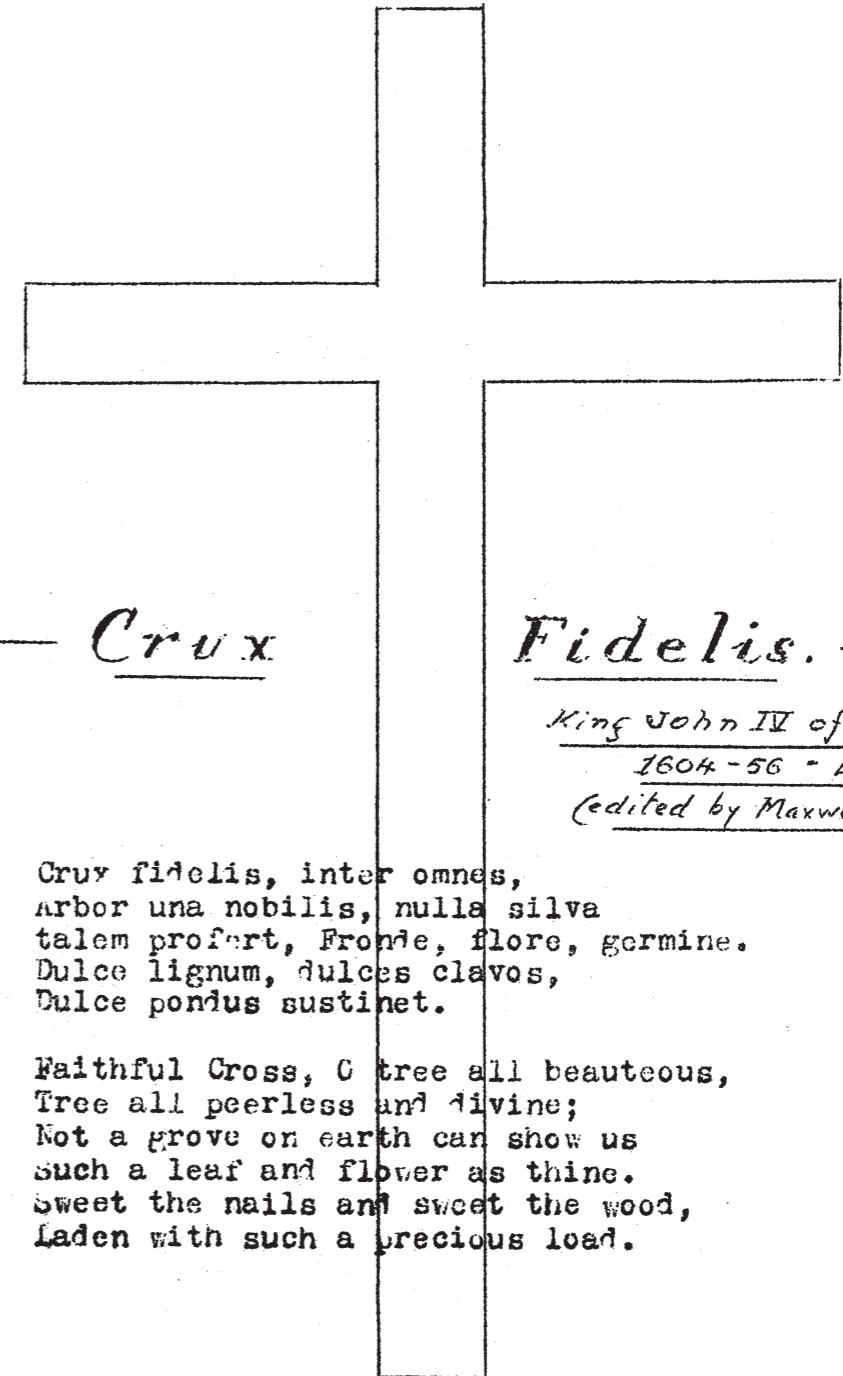 Crux Fidelis.
King John IV of
1604-56 -
(edited by
Crux fidelis, inter omnes,
Arbor una nobilis, nulla silva
talem profert, Fronde, flore, germine.
Dulce lignum, dulces clavos,
Dulce pondus sustinet.
Faithful Cross, O tree all beauteous,
Tree all peerless and divine;
Not a grove on earth can show us
Such a leaf and flower as thine.
Sweet the nails and sweet the wood,
Laden with such a precious load.